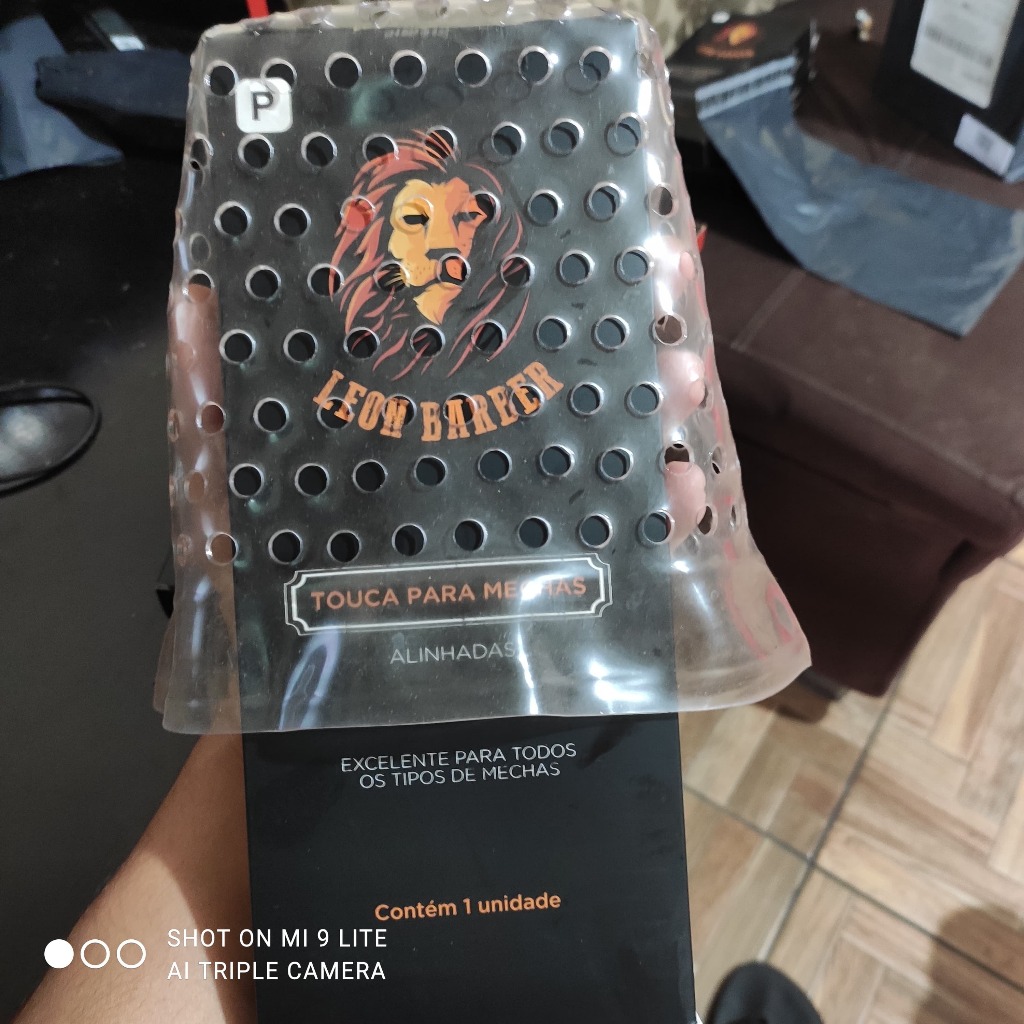 P
LEON BARBER
TOUCA PARA MECHAS
ALINHADAS
EXCELENTE PARA TODOS
OS TIPOS DE MECHAS
Contém 1 unidade
SHOT ON MI 9 LITE
AI TRIPLE CAMERA